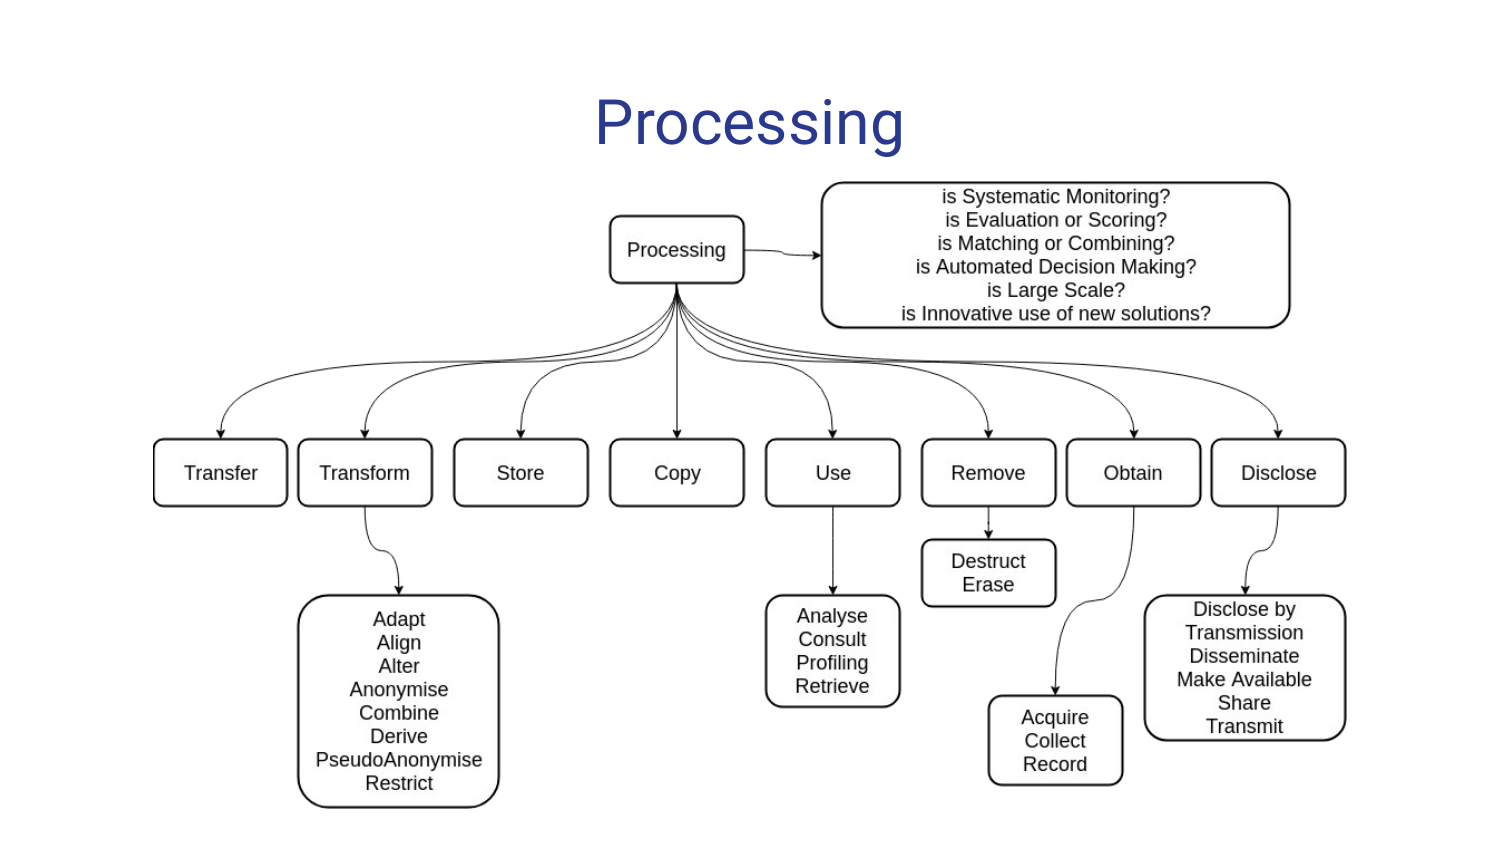 Processing
Processing
is Systematic Monitoring?
is Evaluation or Scoring?
is Matching or Combining?
is Automated Decision Making?
is Large Scale?
is Innovative use of new solutions?
Transfer
Transform
Store
Copy
Use
Remove
Obtain
Disclose
Adapt
Align
Alter
Anonymise
Combine
Derive
PseudoAnonymise
Restrict
Analyse
Consult
Profiling
Retrieve
Destruct
Erase
Acquire
Collect
Record
Disclose by
Transmission
Disseminate
Make Available
Share
Transmit